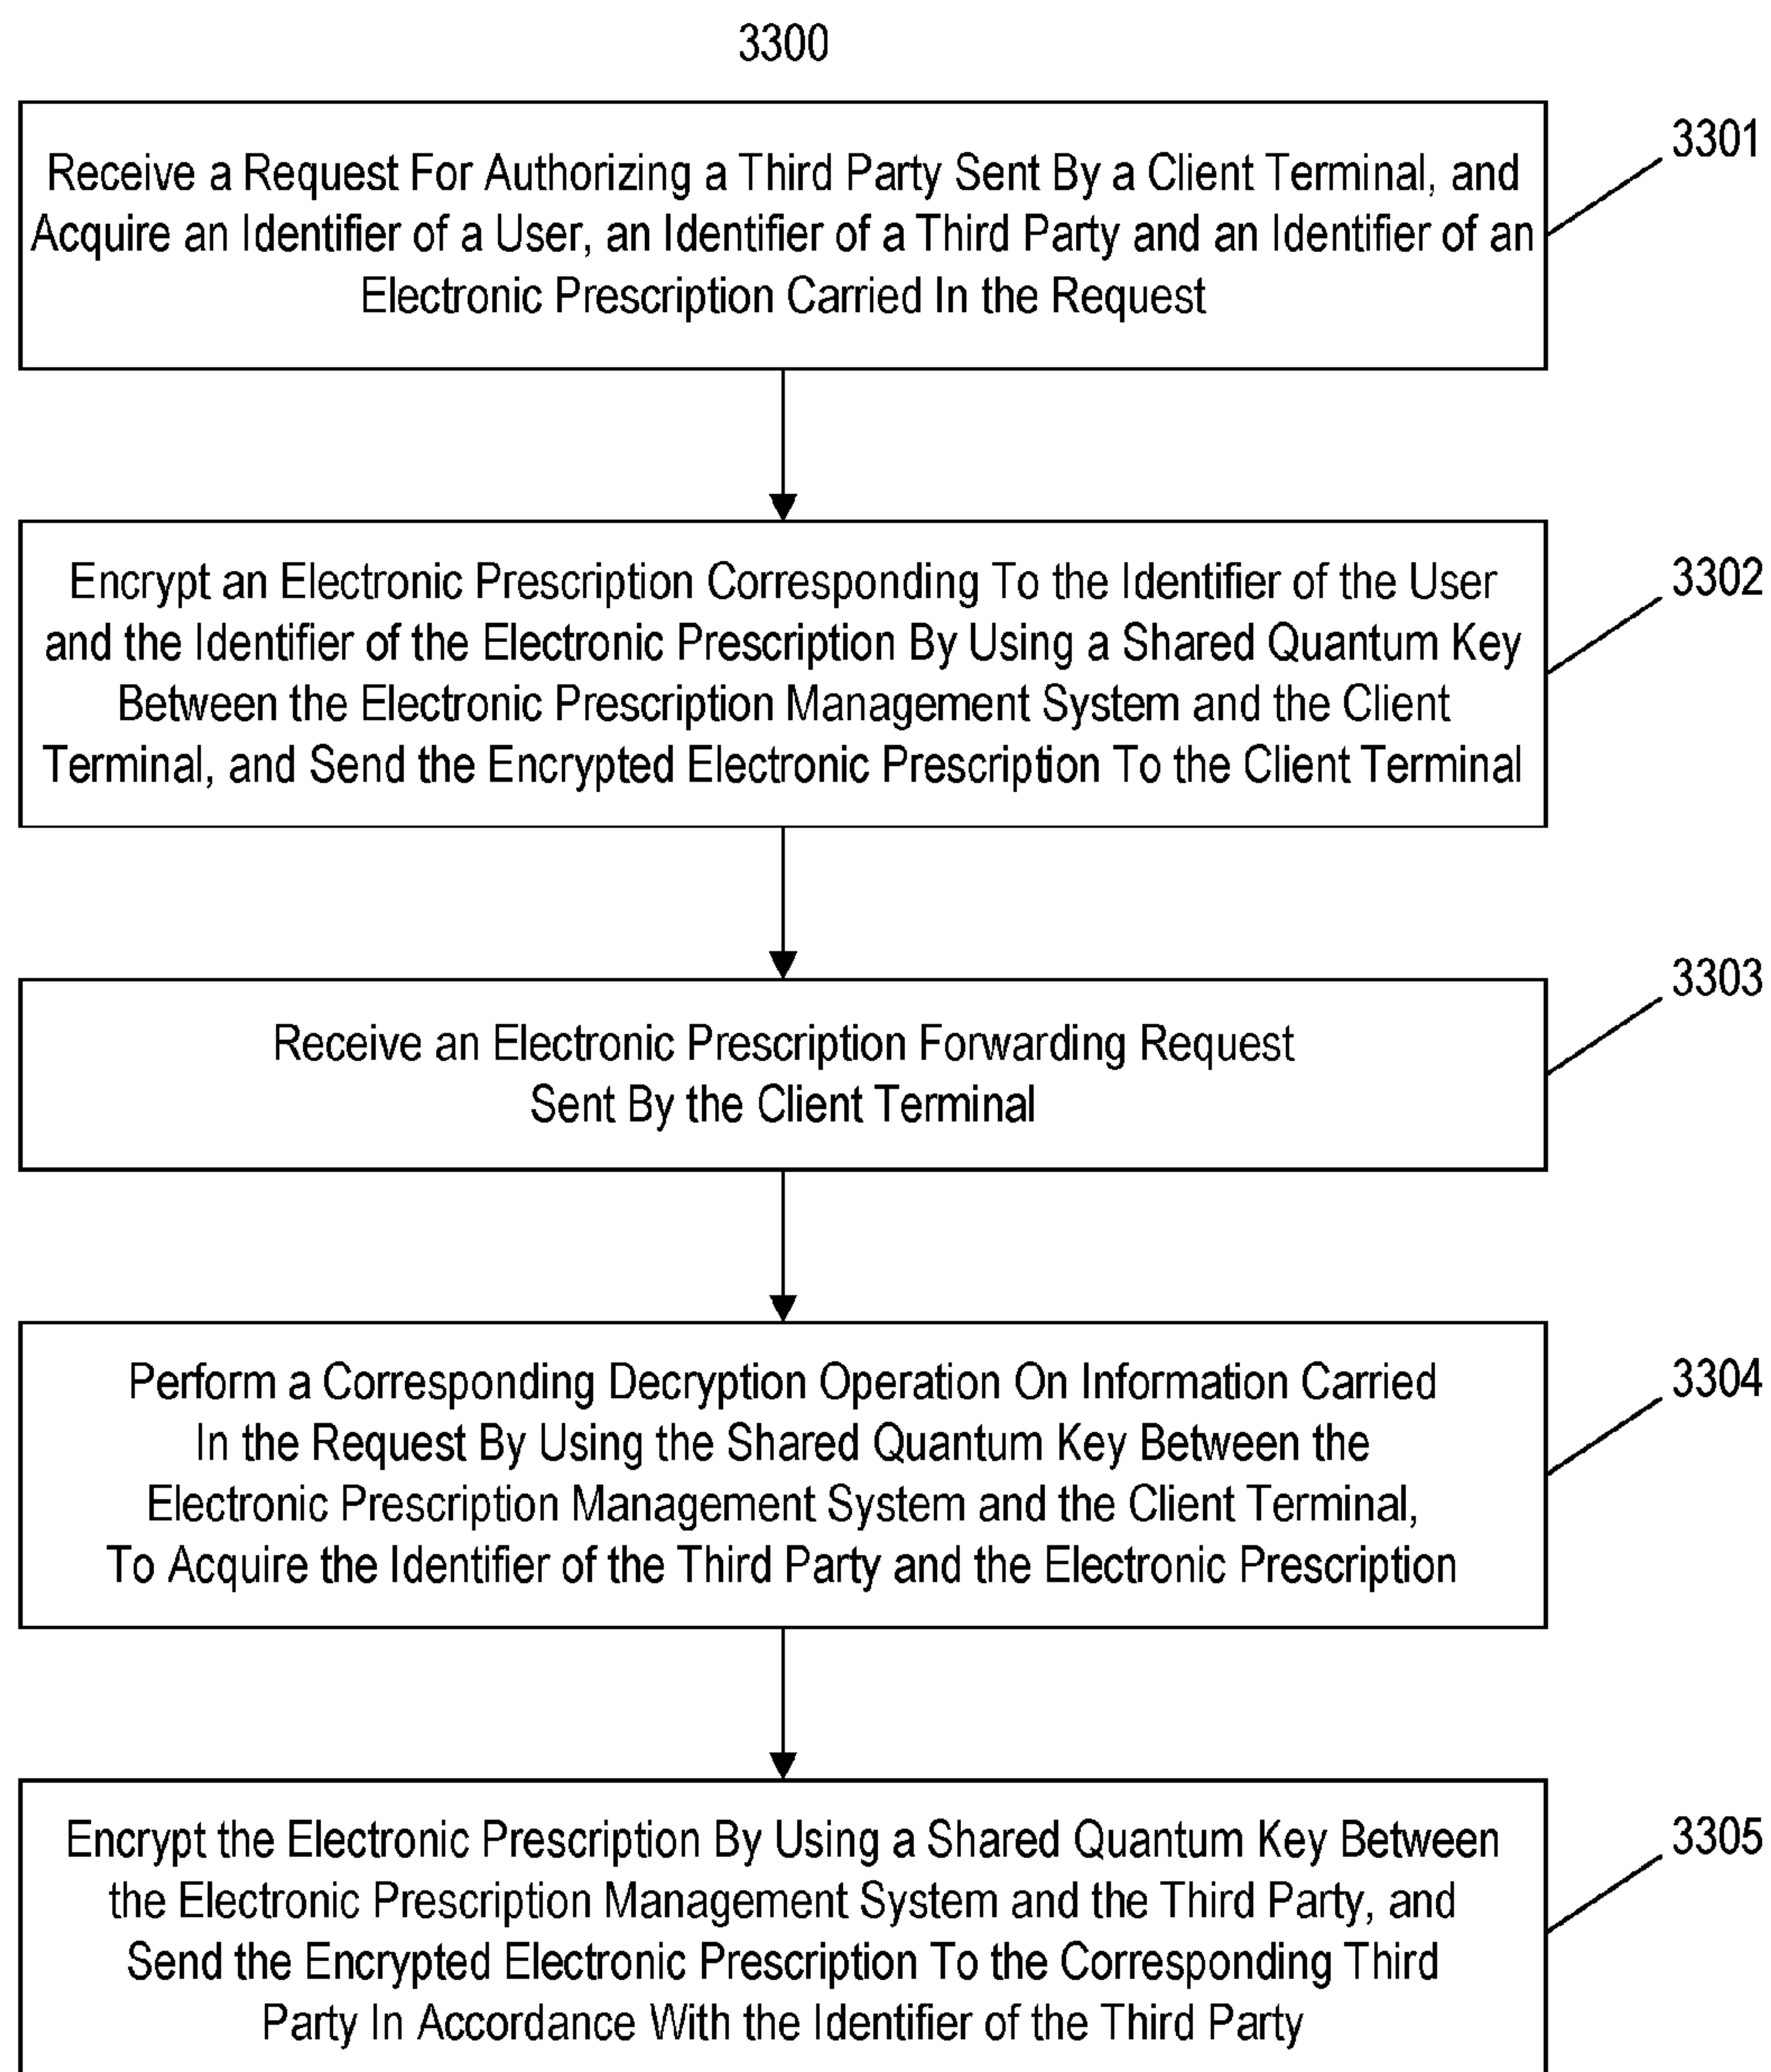 3300
Receive a Request For Authorizing a Third Party Sent By a Client Terminal, and
Acquire an Identifier of a User, an Identifier of a Third Party and an Identifier of an
Electronic Prescription Carried In the Request
3301
Encrypt an Electronic Prescription Corresponding To the Identifier of the User
and the Identifier of the Electronic Prescription By Using a Shared Quantum Key
Between the Electronic Prescription Management System and the Client
Terminal, and Send the Encrypted Electronic Prescription To the Client Terminal
3302
Receive an Electronic Prescription Forwarding Request
Sent By the Client Terminal
3303
Perform a Corresponding Decryption Operation On Information Carried
In the Request By Using the Shared Quantum Key Between the
Electronic Prescription Management System and the Client Terminal,
To Acquire the Identifier of the Third Party and the Electronic Prescription
3304
Encrypt the Electronic Prescription By Using a Shared Quantum Key Between
the Electronic Prescription Management System and the Third Party, and
Send the Encrypted Electronic Prescription To the Corresponding Third
Party In Accordance With the Identifier of the Third Party
3305